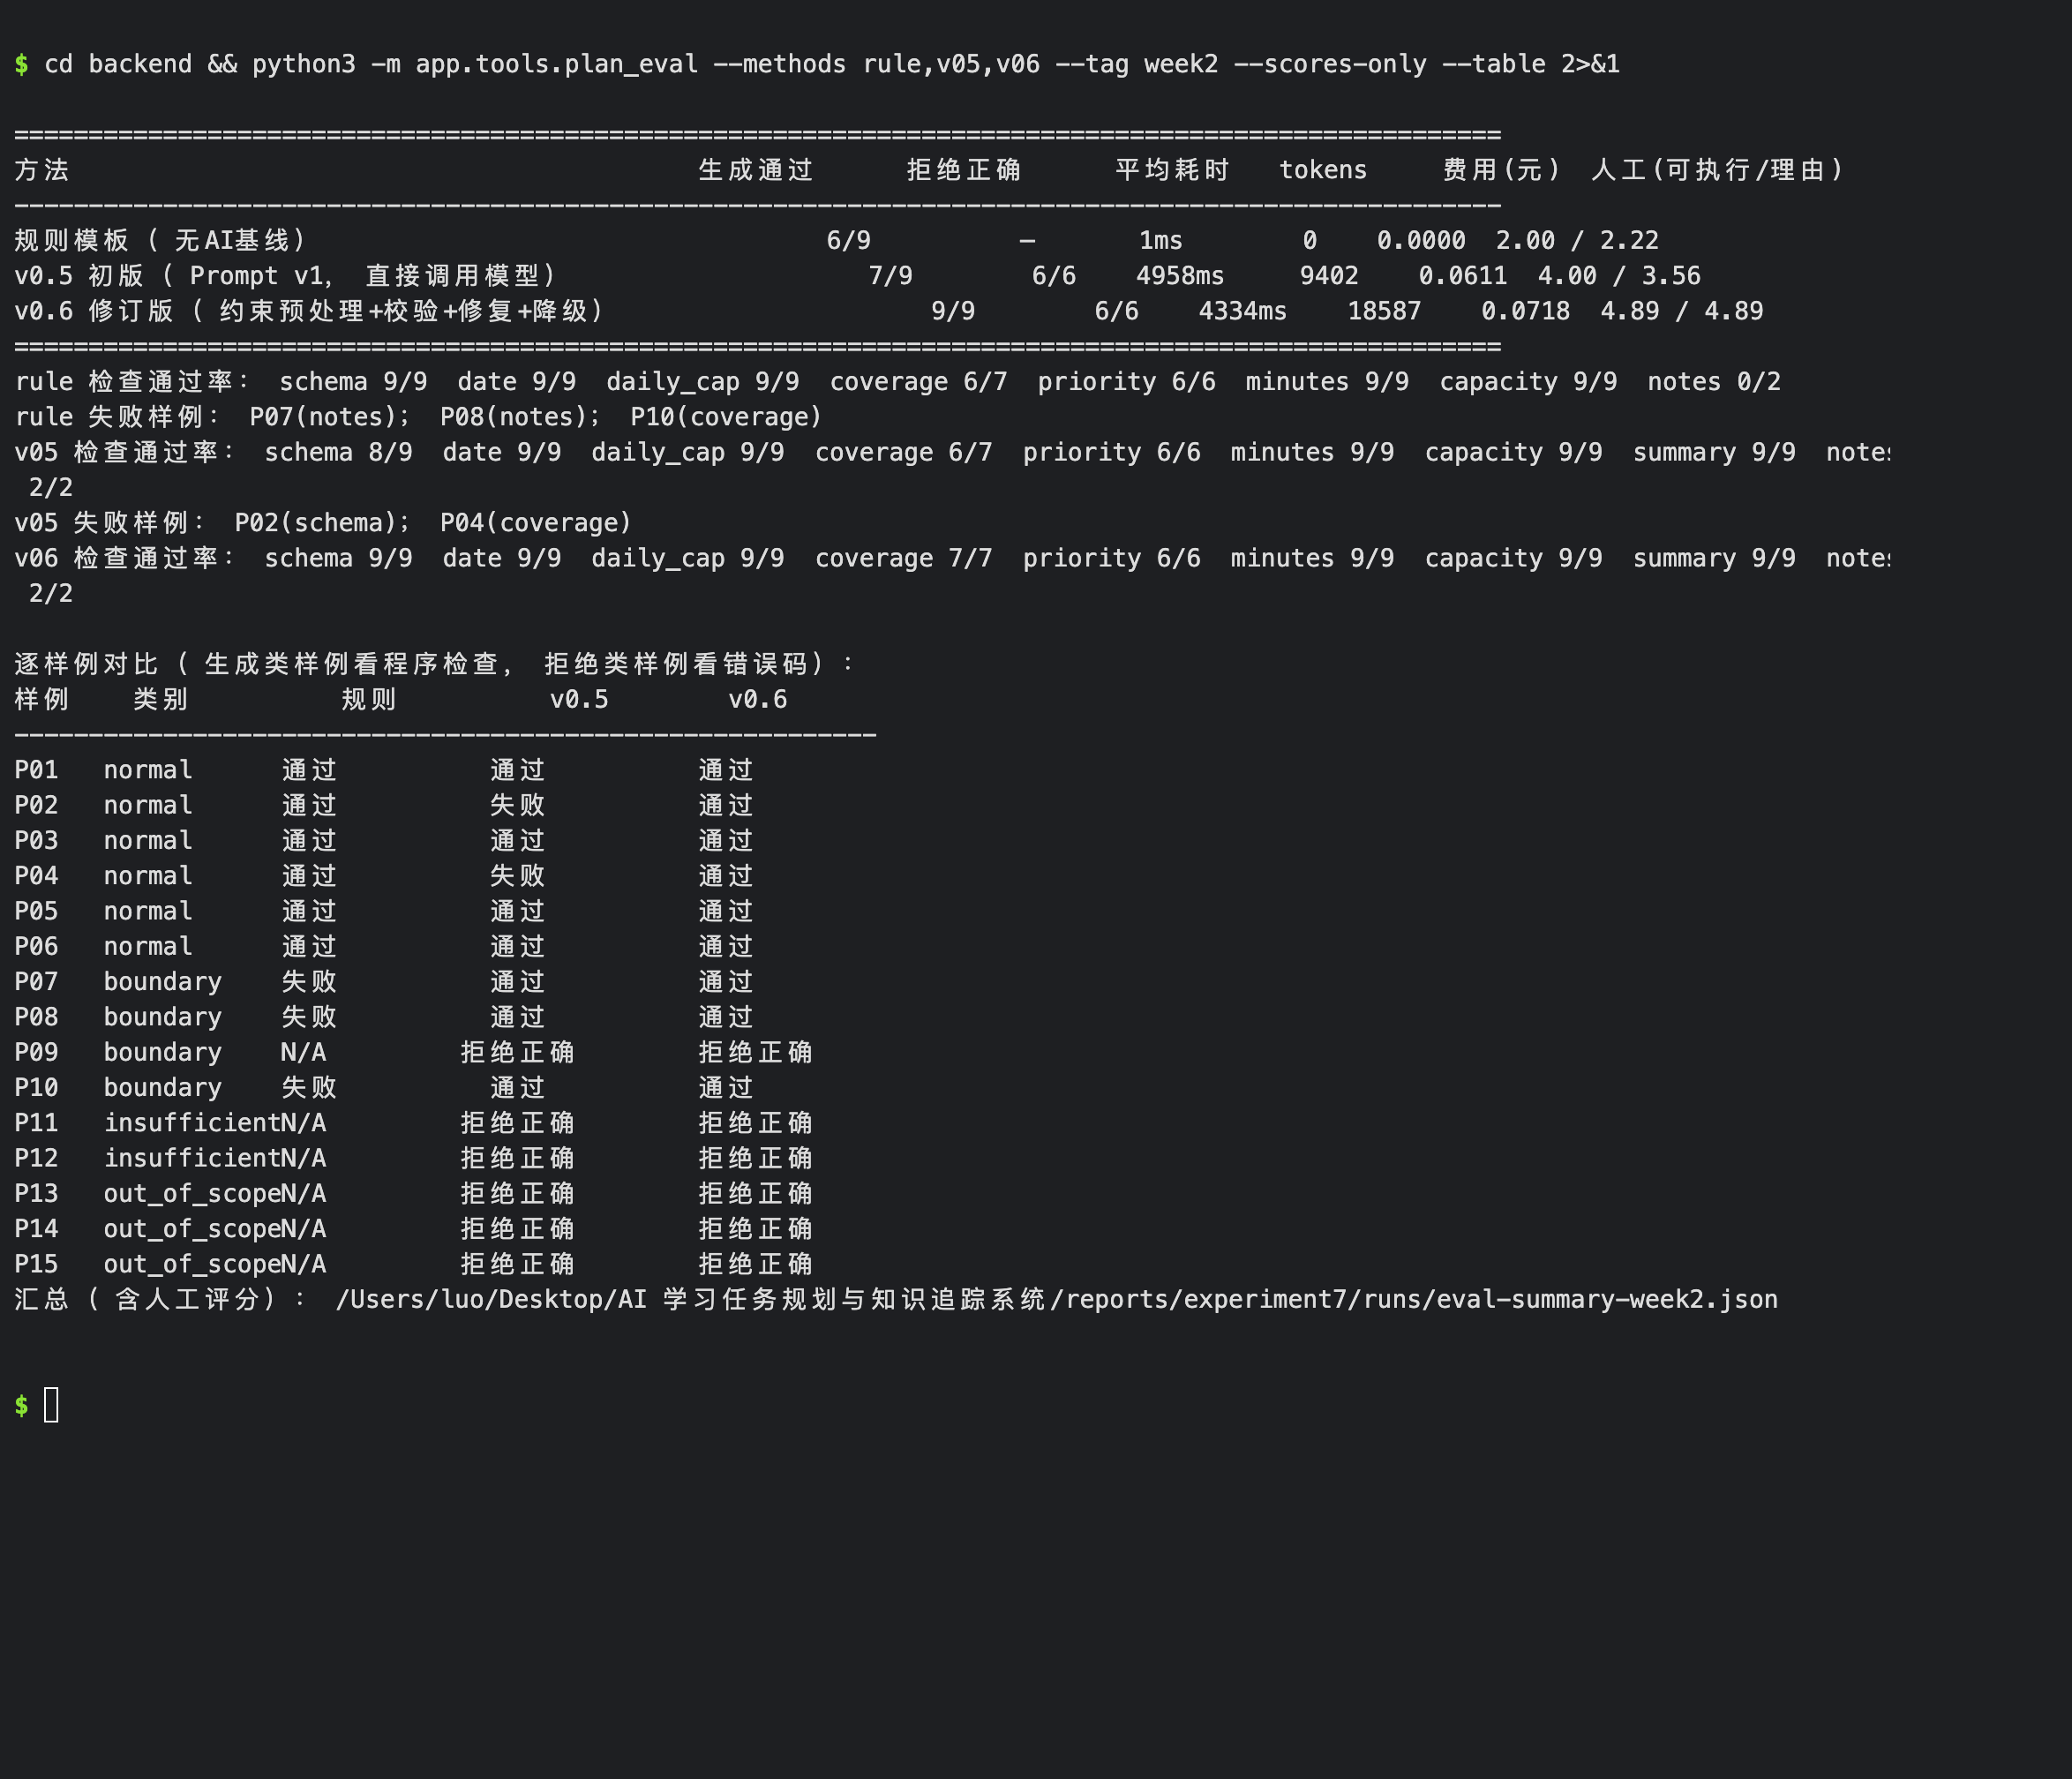 $ cd backend && python3 -m app.tools.plan_eval --methods rule,v05,v06 --tag week2 --scores-only --table 2>&1
====================================================================================================
方法 生成通过 拒绝正确 平均耗时 tokens 费用(元) 人工(可执行/理由)
----------------------------------------------------------------------------------------------------
规则模板(无AI基线) 6/9 — 1ms 0 0.0000 2.00 / 2.22
v0.5 初版(Prompt v1, 直接调用模型) 7/9 6/6 4958ms 9402 0.0611 4.00 / 3.56
v0.6 修订版(约束预处理+校验+修复+降级) 9/9 6/6 4334ms 18587 0.0718 4.89 / 4.89
====================================================================================================
rule 检查通过率: schema 9/9 date 9/9 daily_cap 9/9 coverage 6/7 priority 6/6 minutes 9/9 capacity 9/9 notes 0/2
rule 失败样例: P07(notes); P08(notes); P10(coverage)
v05 检查通过率: schema 8/9 date 9/9 daily_cap 9/9 coverage 6/7 priority 6/6 minutes 9/9 capacity 9/9 summary 9/9 notes
2/2
v05 失败样例: P02(schema); P04(coverage)
v06 检查通过率: schema 9/9 date 9/9 daily_cap 9/9 coverage 7/7 priority 6/6 minutes 9/9 capacity 9/9 summary 9/9 notes
2/2
逐样例对比(生成类样例看程序检查, 拒绝类样例看错误码):
样例 类别 规则 v0.5 v0.6
----------------------------------------------------------
P01 normal 通过 通过 通过
P02 normal 通过 失败 通过
P03 normal 通过 通过 通过
P04 normal 通过 失败 通过
P05 normal 通过 通过 通过
P06 normal 通过 通过 通过
P07 boundary 失败 通过 通过
P08 boundary 失败 通过 通过
P09 boundary N/A 拒绝正确 拒绝正确
P10 boundary 失败 通过 通过
P11 insufficientN/A 拒绝正确 拒绝正确
P12 insufficientN/A 拒绝正确 拒绝正确
P13 out_of_scopeN/A 拒绝正确 拒绝正确
P14 out_of_scopeN/A 拒绝正确 拒绝正确
P15 out_of_scopeN/A 拒绝正确 拒绝正确
汇总(含人工评分): /Users/luo/Desktop/AI 学习任务规划与知识追踪系统/reports/experiment7/runs/eval-summary-week2.json
$